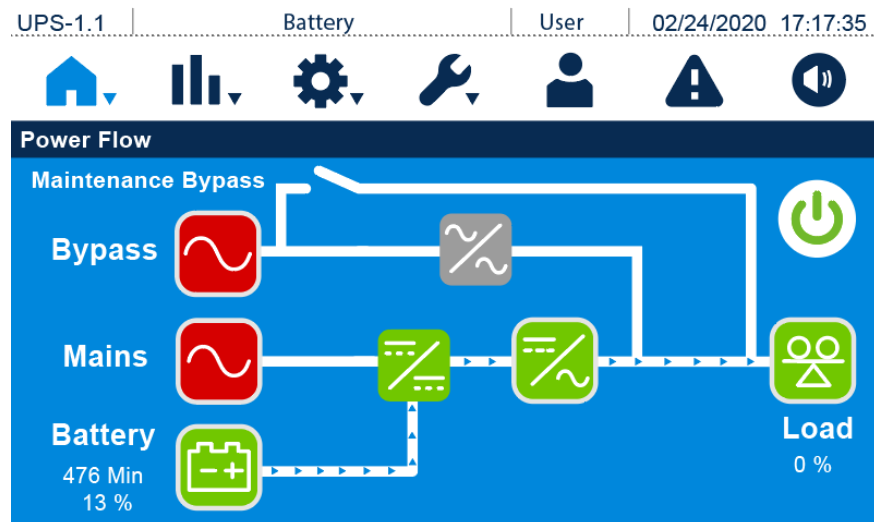 UPS-1.1 Battery User 02/24/2020 17:17:35
Power Flow
Maintenance Bypass
Bypass
Mains
Battery
476 Min
13 %
Load
0 %